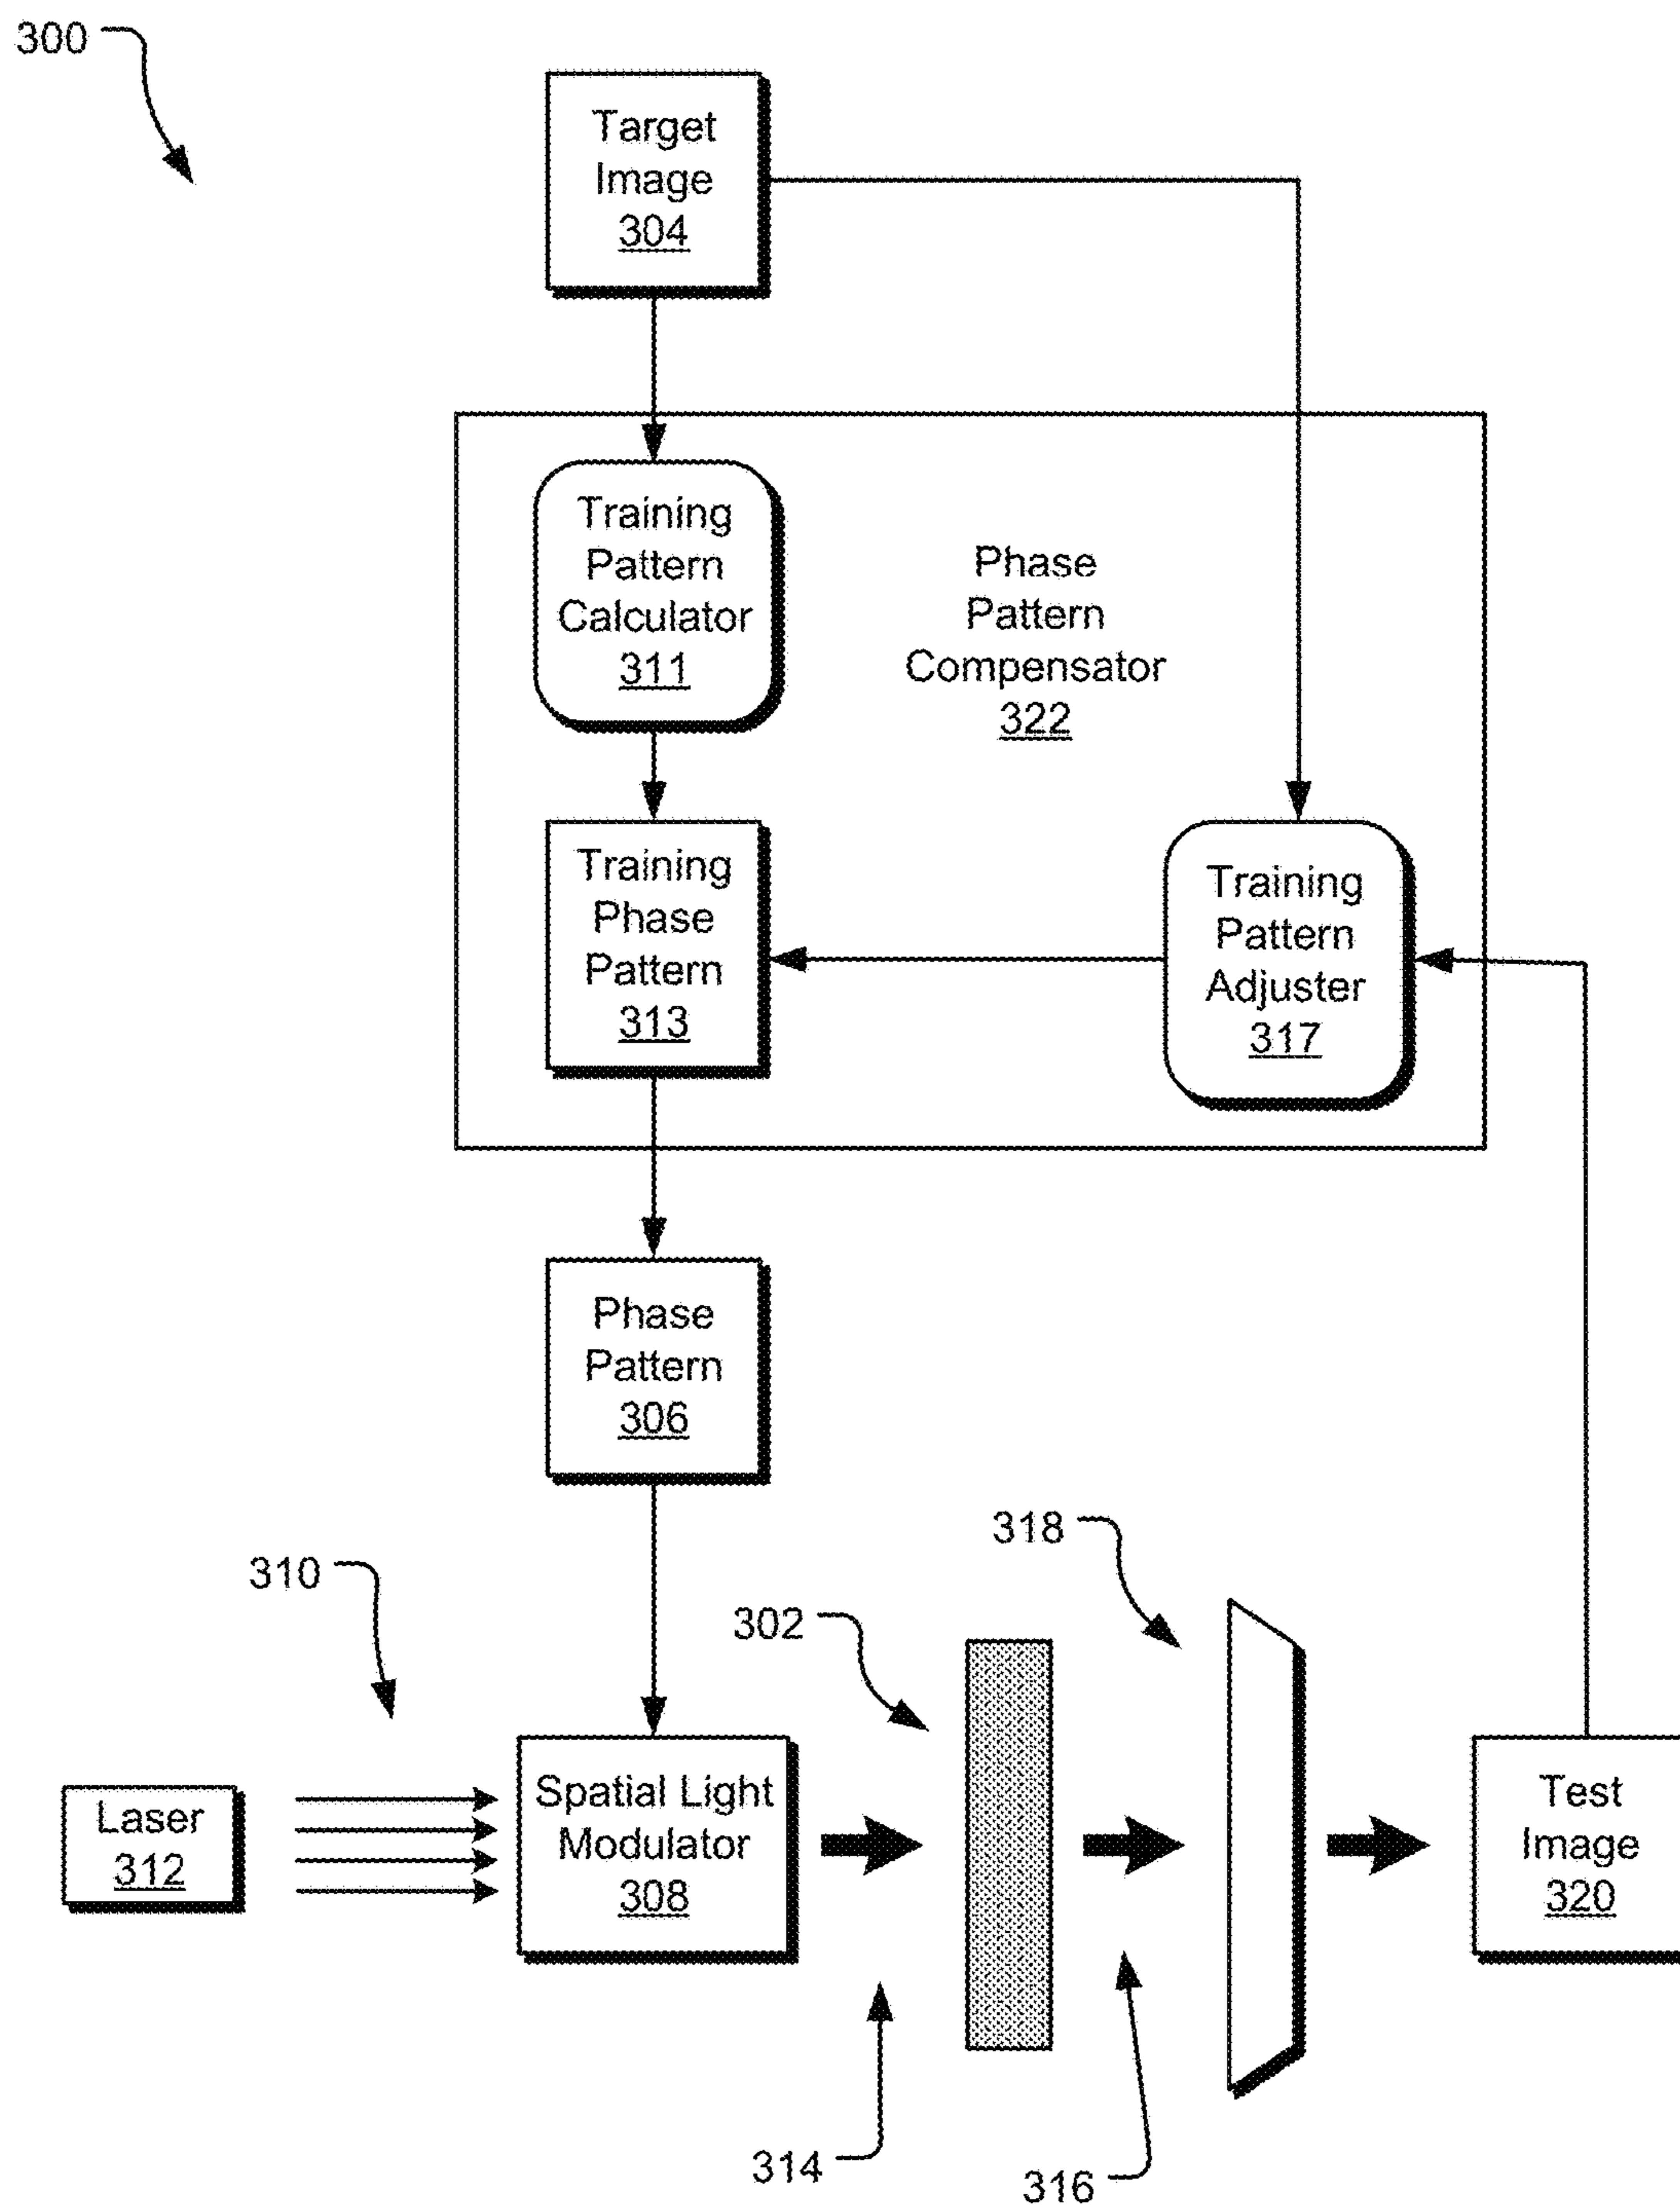 300
Target
Image
304
Training
Pattern
Calculator
311
Phase
Pattern
Compensator
322
Training
Phase
Pattern
313
Training
Pattern
Adjuster
317
Phase
Pattern
306
318
310
302
Laser
312
Spatial Light
Modulator
308
Test
Image
320
314
316